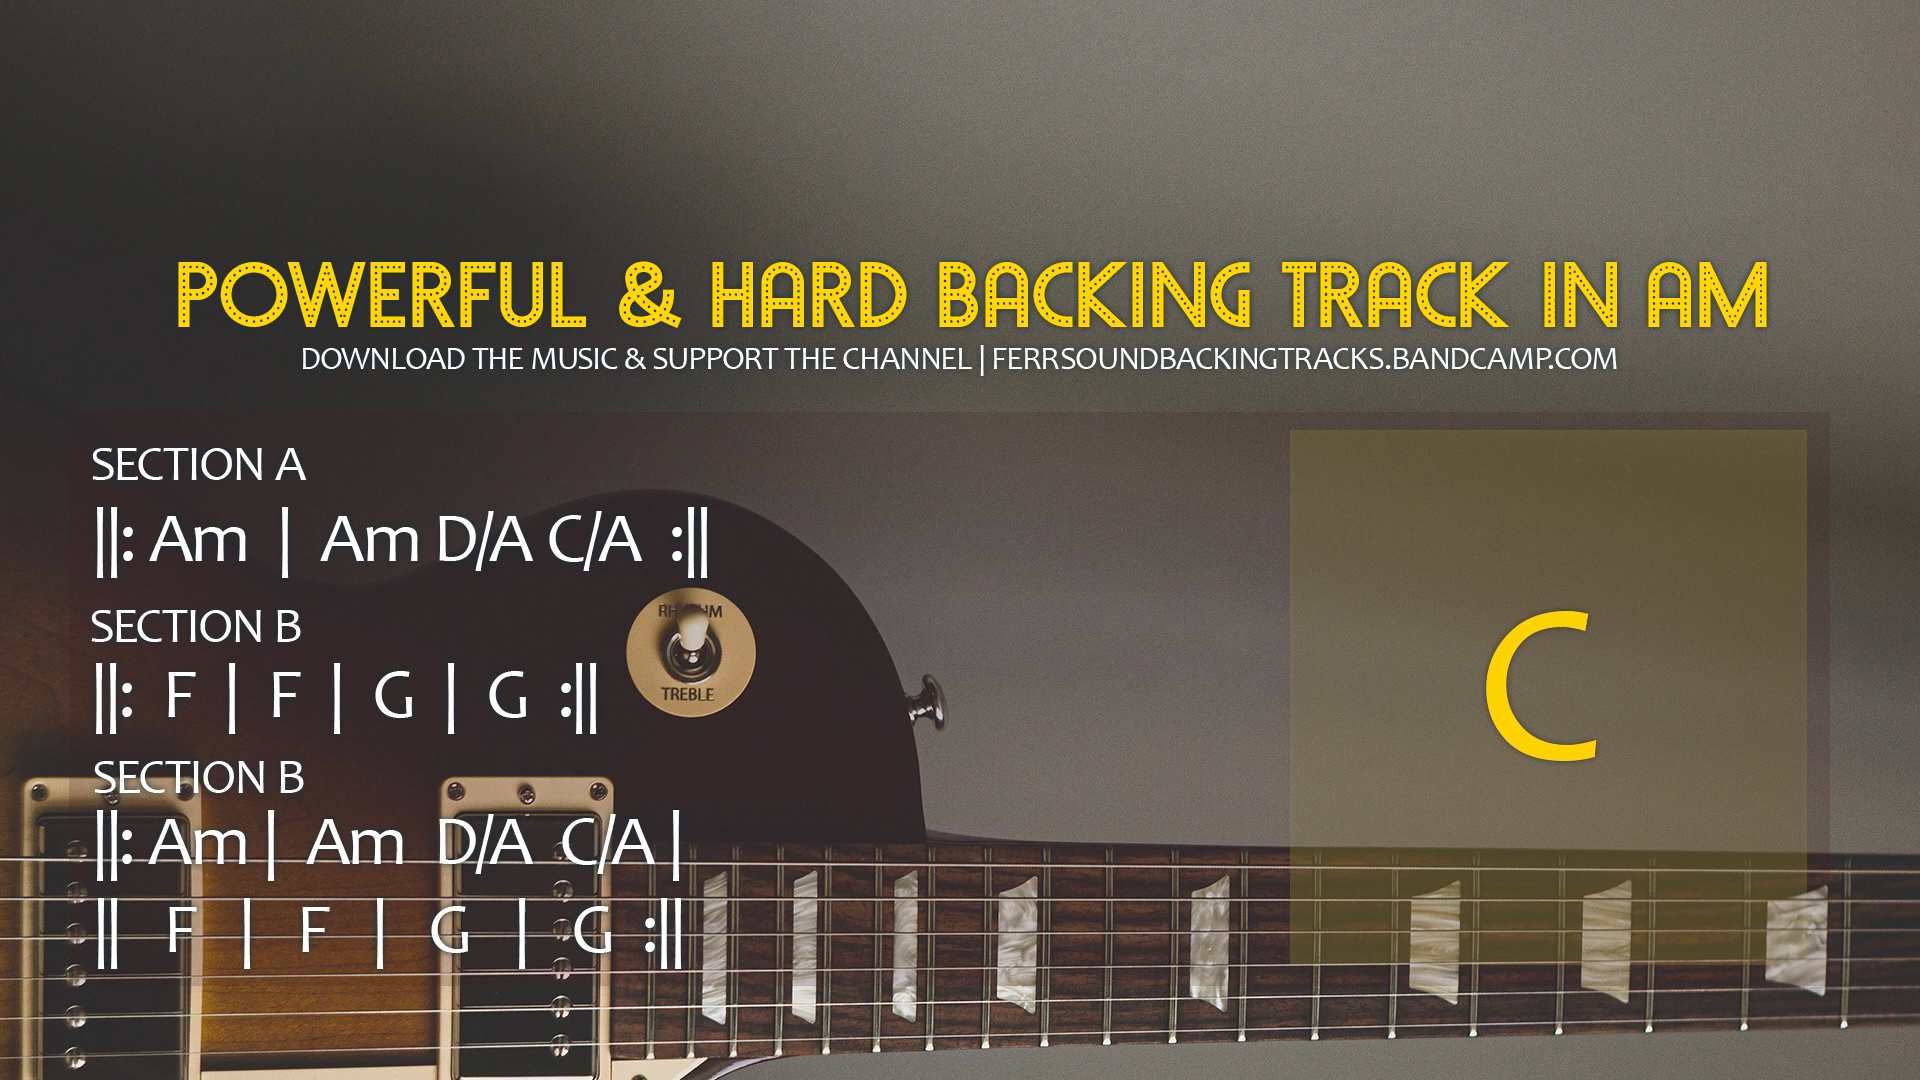 POWERFUL & HARD BACKING TRACK IN AM
DOWNLOAD THE MUSIC & SUPPORT THE CHANNEL | FERRSOUNDBACKINGTRACKS.BANDCAMP.COM
SECTION A
||: Am | Am D/A C/A :||
SECTION B
||: F | F | G | G :||
SECTION B
||: Am | Am D/A C/A |
|| F | F | G | G :||
RHYTHM
TREBLE
C